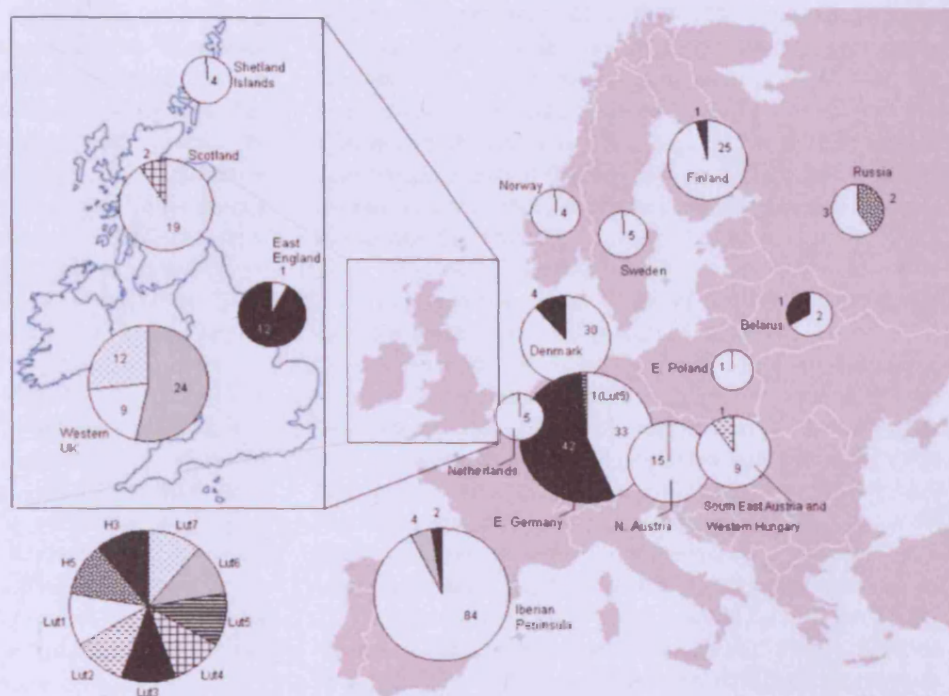 Shetland
Islands
4
Scotland
2
19
East
England
1
12
12
24
9
Western
UK
1
25
Finland
Norway
4
5
Sweden
Russia
3
2
4
30
Denmark
1
2
Belarus
E. Poland
1
5
Netherlands
1(Lut5)
42
33
E. Germany
15
N. Austria
1
9
South East Austria and
Western Hungary
4
2
84
Iberian
Peninsula
H3
Lut7
H5
Lut6
Lut1
Lut5
Lut2
Lut4
Lut3